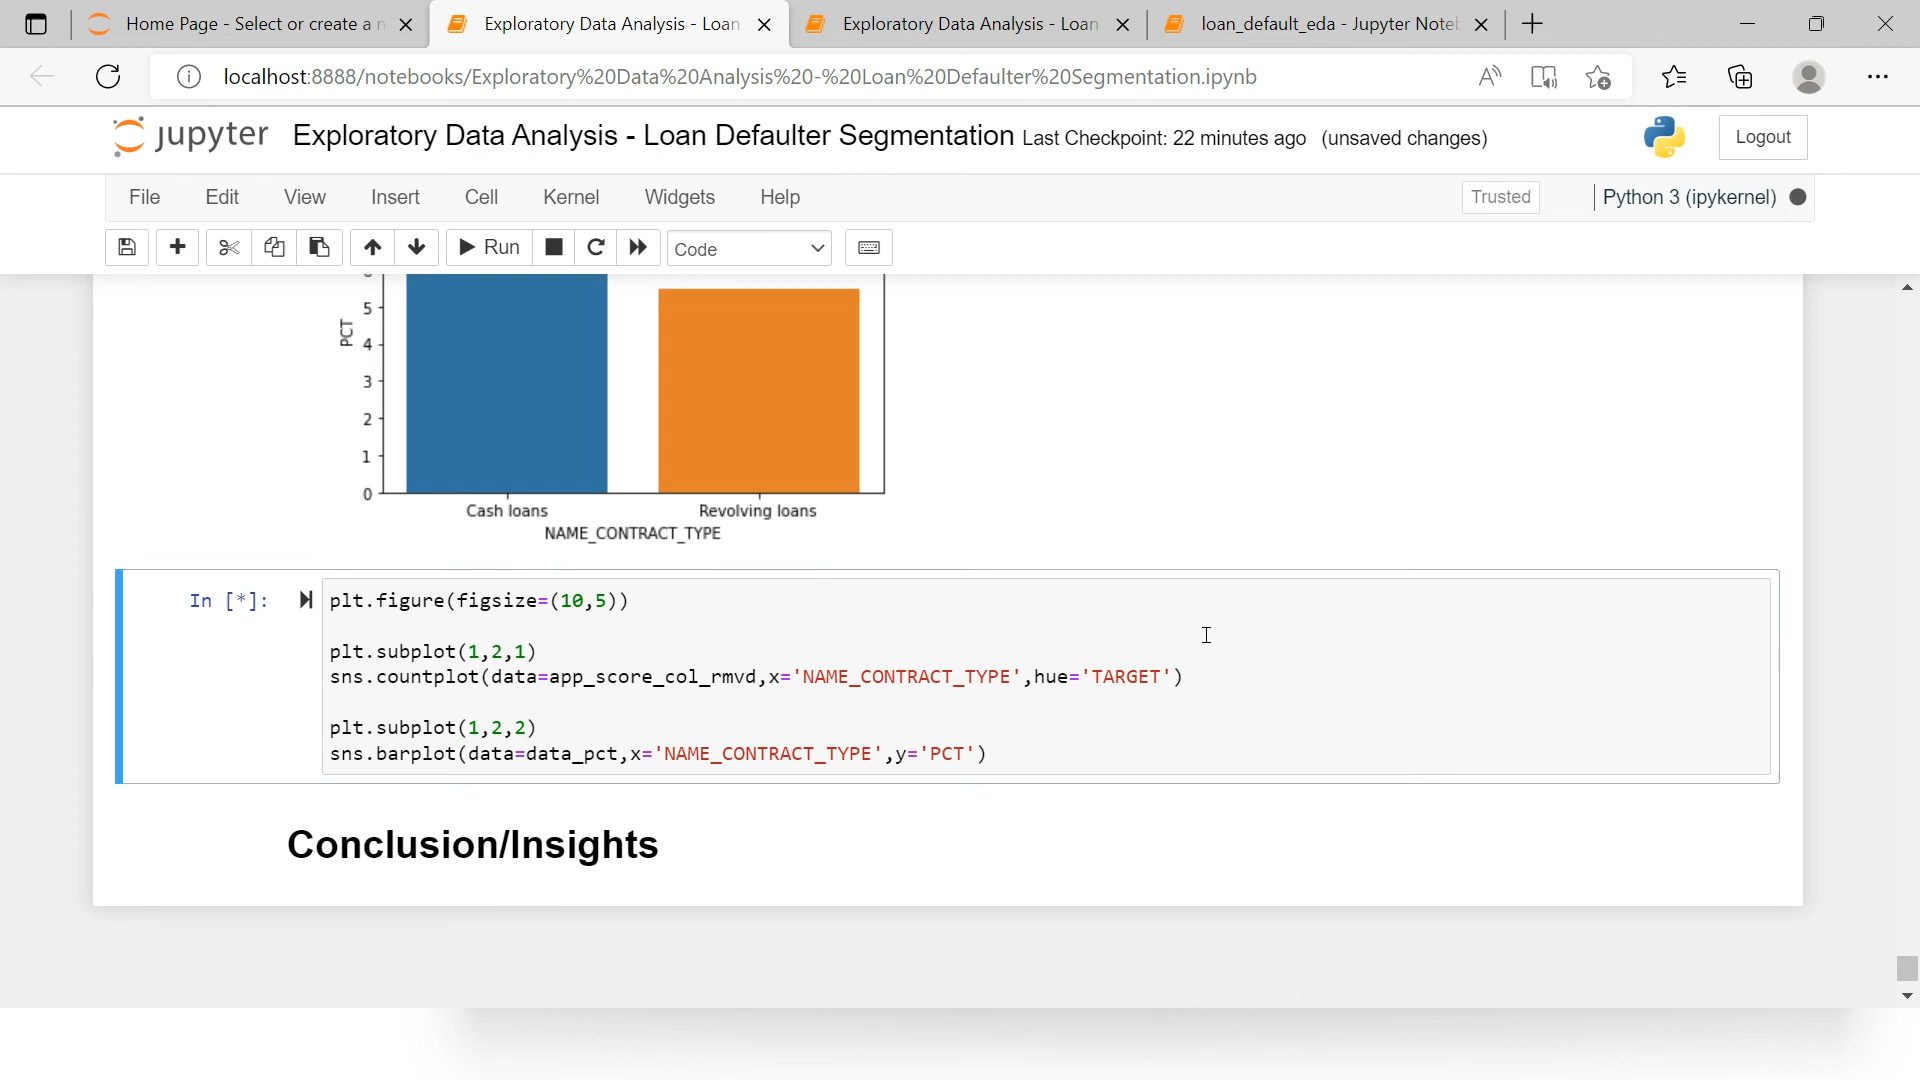 Home Page - Select or create a n
Exploratory Data Analysis - Loan
Exploratory Data Analysis - Loan
loan_default_eda - Jupyter Note
localhost:8888/notebooks/Exploratory%20Data%20Analysis%20-%20Loan%20Defaulter%20Segmentation.ipynb
jupyter Exploratory Data Analysis - Loan Defaulter Segmentation Last Checkpoint: 22 minutes ago (unsaved changes) Logout
File Edit View Insert Cell Kernel Widgets Help Trusted Python 3 (ipykernel)
Run Code
5
PCT
4
3
2
1
0
Cash loans Revolving loans
NAME_CONTRACT_TYPE
In [*]: plt.figure(figsize=(10,5))
plt.subplot(1,2,1)
sns.countplot(data=app_score_col_rmvd,x='NAME_CONTRACT_TYPE',hue='TARGET')
plt.subplot(1,2,2)
sns.barplot(data=data_pct,x='NAME_CONTRACT_TYPE',y='PCT')
Conclusion/Insights